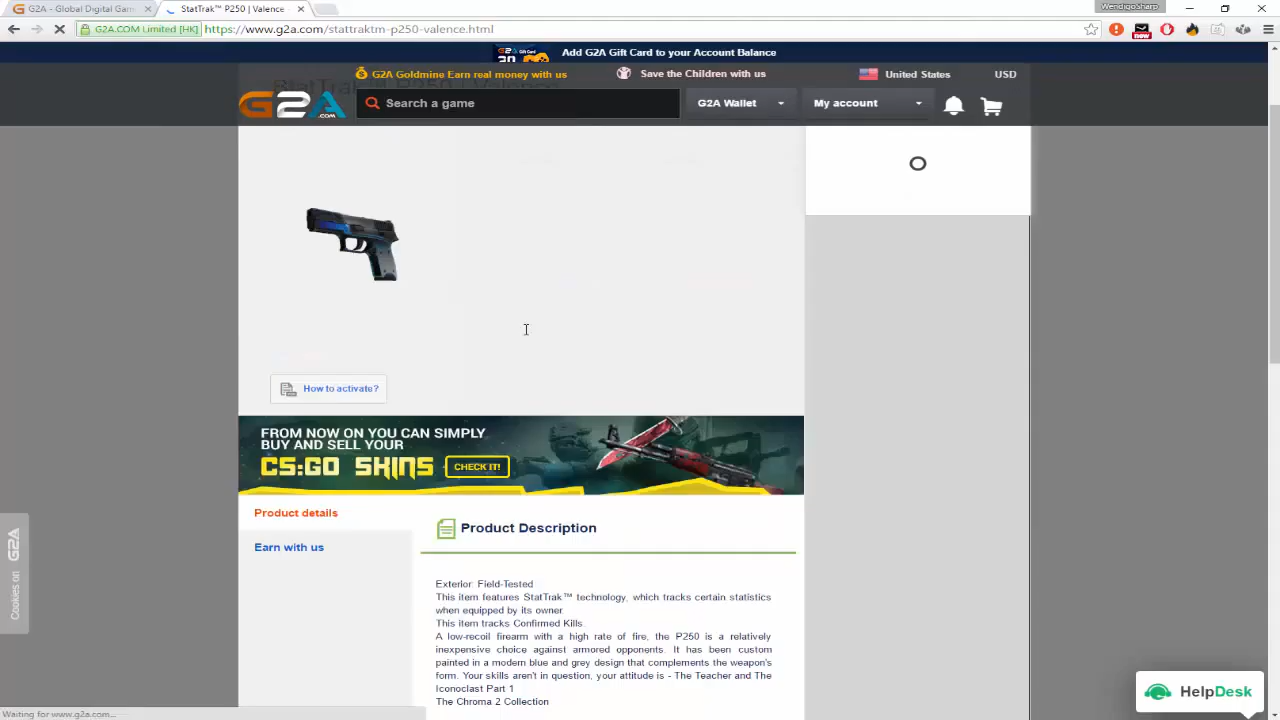 WendigoSharp
G2A - Global Digital Gam
StatTrak™ P250 | Valence
G2A.COM Limited [HK]
https://www.g2a.com/stattraktm-p250-valence.html
Add G2A Gift Card to your Account Balance
G2A Goldmine Earn real money with us
Save the Children with us
United States
USD
StatTrak™ P250 | Valence
G2A.COM
Search a game
G2A Wallet
My account
How to activate?
FROM NOW ON YOU CAN SIMPLY
BUY AND SELL YOUR
CS:GO SKINS
CHECK IT!
Product details
Earn with us
Product Description
Exterior: Field-Tested
This item features StatTrak™ technology, which tracks certain statistics
when equipped by its owner.
This item tracks Confirmed Kills.
A low-recoil firearm with a high rate of fire, the P250 is a relatively
inexpensive choice against armored opponents. It has been custom
painted in a modern blue and grey design that complements the weapon's
form. Your skills aren't in question, your attitude is - The Teacher and The
Iconoclast Part 1
The Chroma 2 Collection
Cookies on G2A
HelpDesk
Waiting for www.g2a.com...